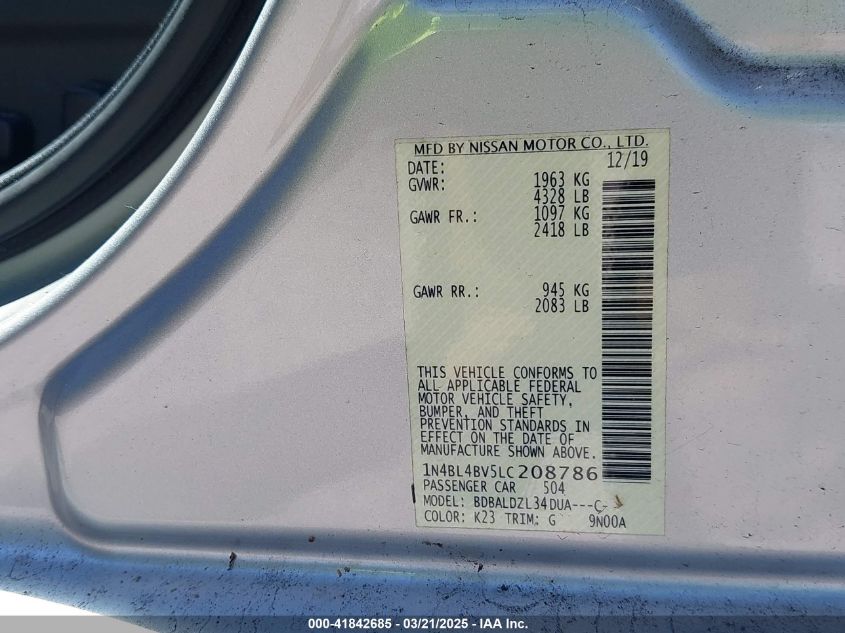 MFD BY NISSAN MOTOR CO., LTD.
DATE: 12/19
GVWR: 1963 KG
4328 LB
GAWR FR.: 1097 KG
2418 LB
GAWR RR.: 945 KG
2083 LB
THIS VEHICLE CONFORMS TO
ALL APPLICABLE FEDERAL
MOTOR VEHICLE SAFETY,
BUMPER, AND THEFT
PREVENTION STANDARDS IN
EFFECT ON THE DATE OF
MANUFACTURE SHOWN ABOVE.
1N4BL4BV5LC208786
PASSENGER CAR 504
MODEL: BDBALDZL34DUA---C-
COLOR: K23 TRIM: G 9N00A
000-41842685 - 03/21/2025 - IAA Inc.